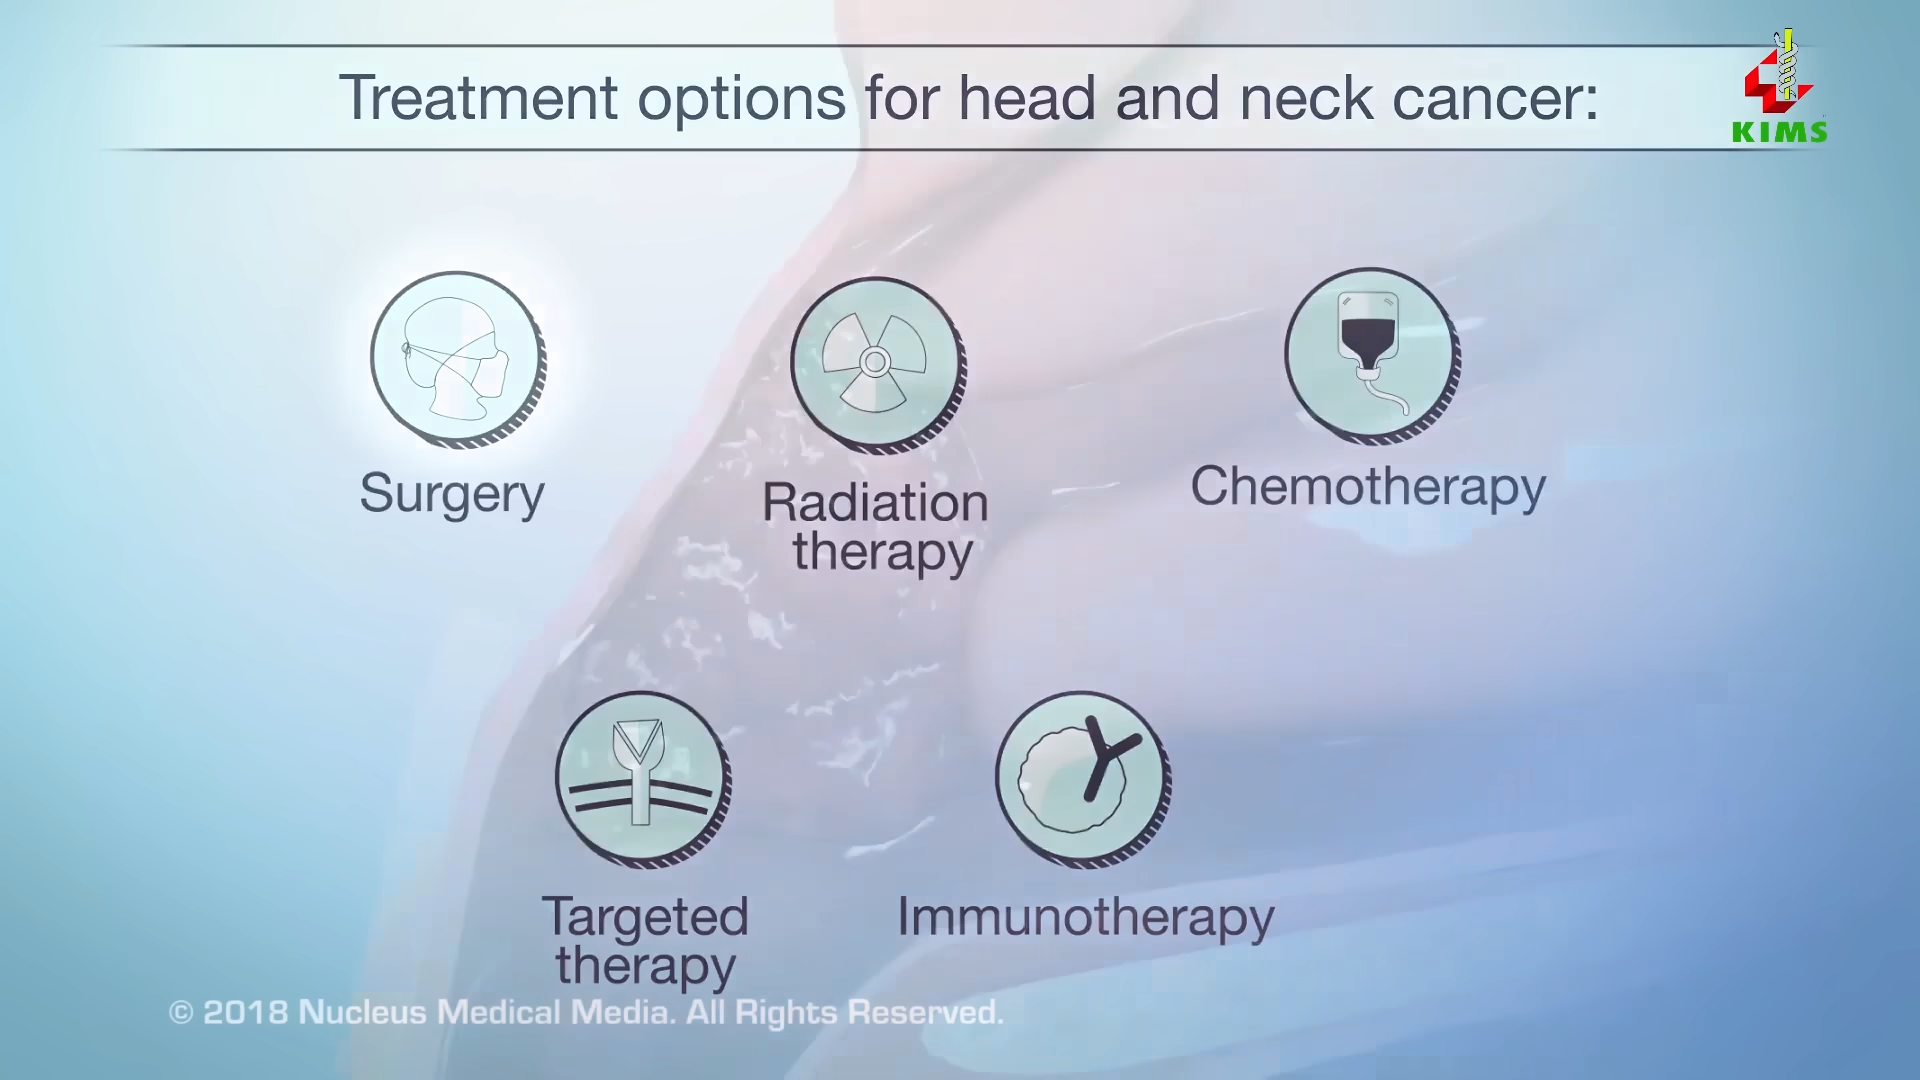 Treatment options for head and neck cancer:
KIMS
Surgery
Radiation
therapy
Chemotherapy
Targeted
therapy
Immunotherapy
© 2018 Nucleus Medical Media. All Rights Reserved.